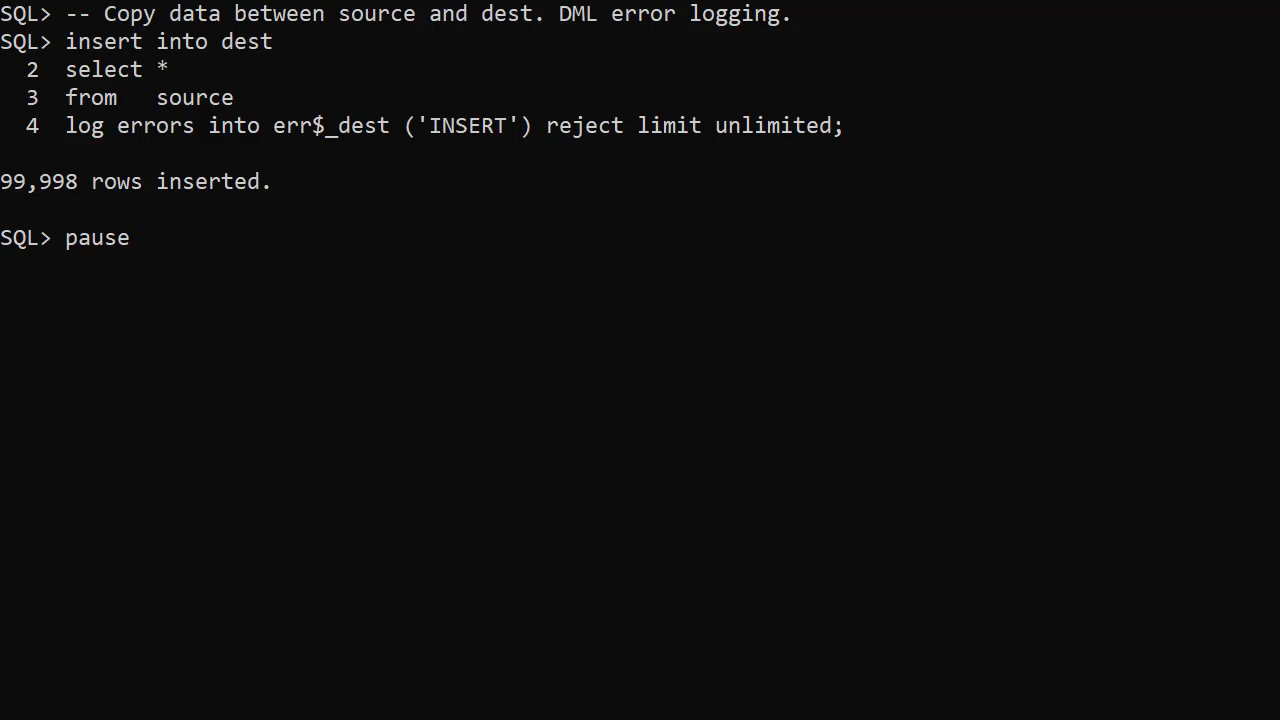 SQL> -- Copy data between source and dest. DML error logging.
SQL> insert into dest
  2  select *
  3  from   source
  4  log errors into err$_dest ('INSERT') reject limit unlimited;
99,998 rows inserted.
SQL> pause